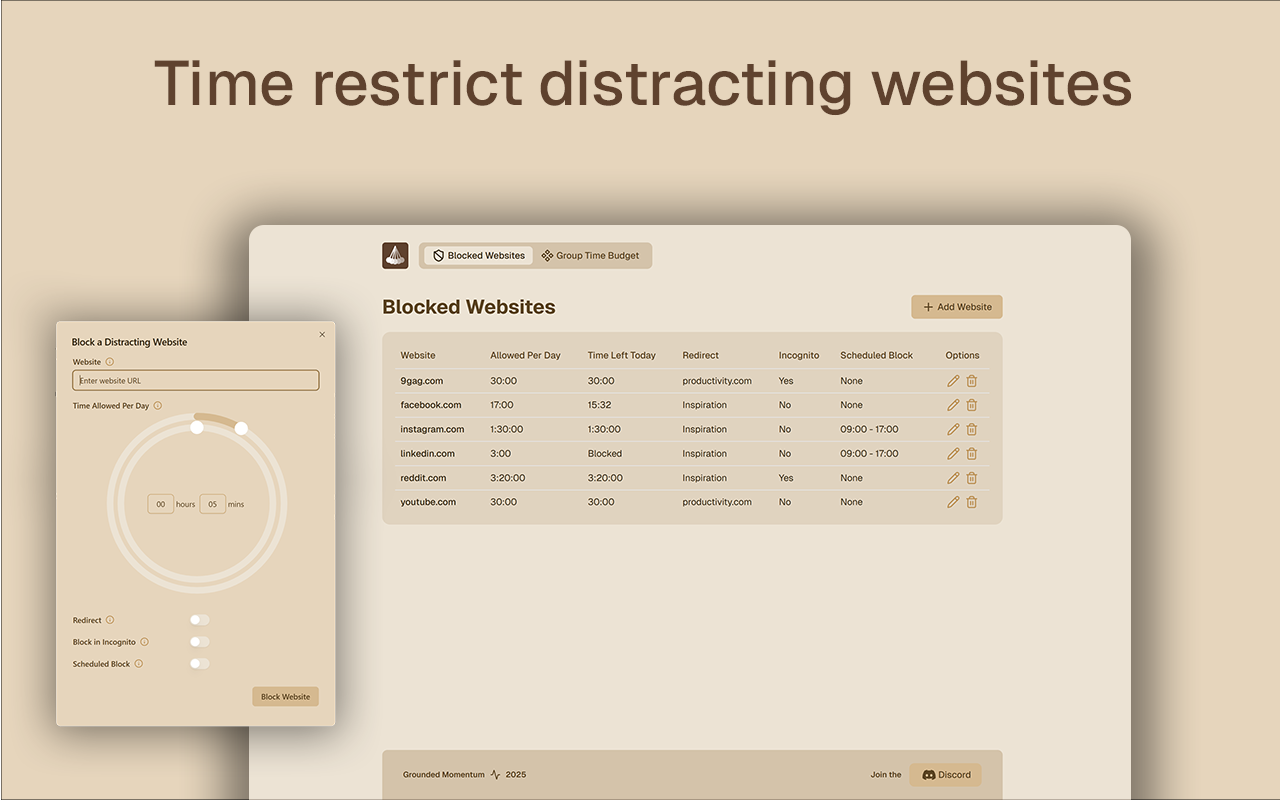 Time restrict distracting websites
Blocked Websites Group Time Budget
Blocked Websites
Add Website
Website Allowed Per Day Time Left Today Redirect Incognito Scheduled Block Options
9gag.com 30:00 30:00 productivity.com Yes None
facebook.com 17:00 15:32 Inspiration No None
instagram.com 1:30:00 1:30:00 Inspiration No 09:00 - 17:00
linkedin.com 3:00 Blocked Inspiration No 09:00 - 17:00
reddit.com 3:20:00 3:20:00 Inspiration Yes None
youtube.com 30:00 30:00 productivity.com No None
Block a Distracting Website
Website
Enter website URL
Time Allowed Per Day
00 hours 05 mins
Redirect
Block in Incognito
Scheduled Block
Block Website
Grounded Momentum 2025
Join the Discord